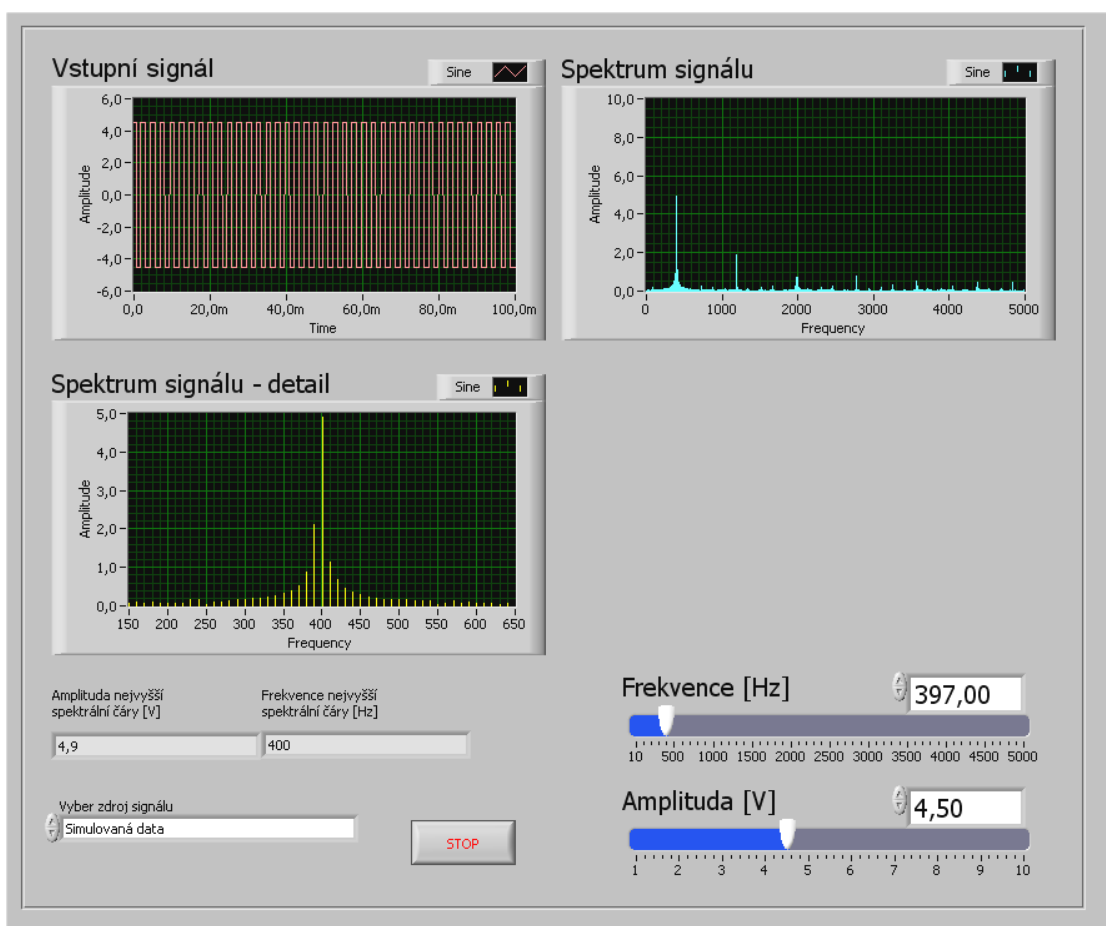 Vstupní signál
Sine
6,0
4,0
2,0
0,0
-2,0
-4,0
-6,0
Amplitude
0,0 20,0m 40,0m 60,0m 80,0m 100,0m
Time
Spektrum signálu
Sine
10,0
8,0
6,0
4,0
2,0
0,0
Amplitude
0 1000 2000 3000 4000 5000
Frequency
Spektrum signálu - detail
Sine
5,0
4,0
3,0
2,0
1,0
0,0
Amplitude
150 200 250 300 350 400 450 500 550 600 650
Frequency
Amplituda nejvyšší
spektrální čáry [V]
4,9
Frekvence nejvyšší
spektrální čáry [Hz]
400
Vyber zdroj signálu
Simulovaná data
STOP
Frekvence [Hz]
397,00
10 500 1000 1500 2000 2500 3000 3500 4000 4500 5000
Amplituda [V]
4,50
1 2 3 4 5 6 7 8 9 10